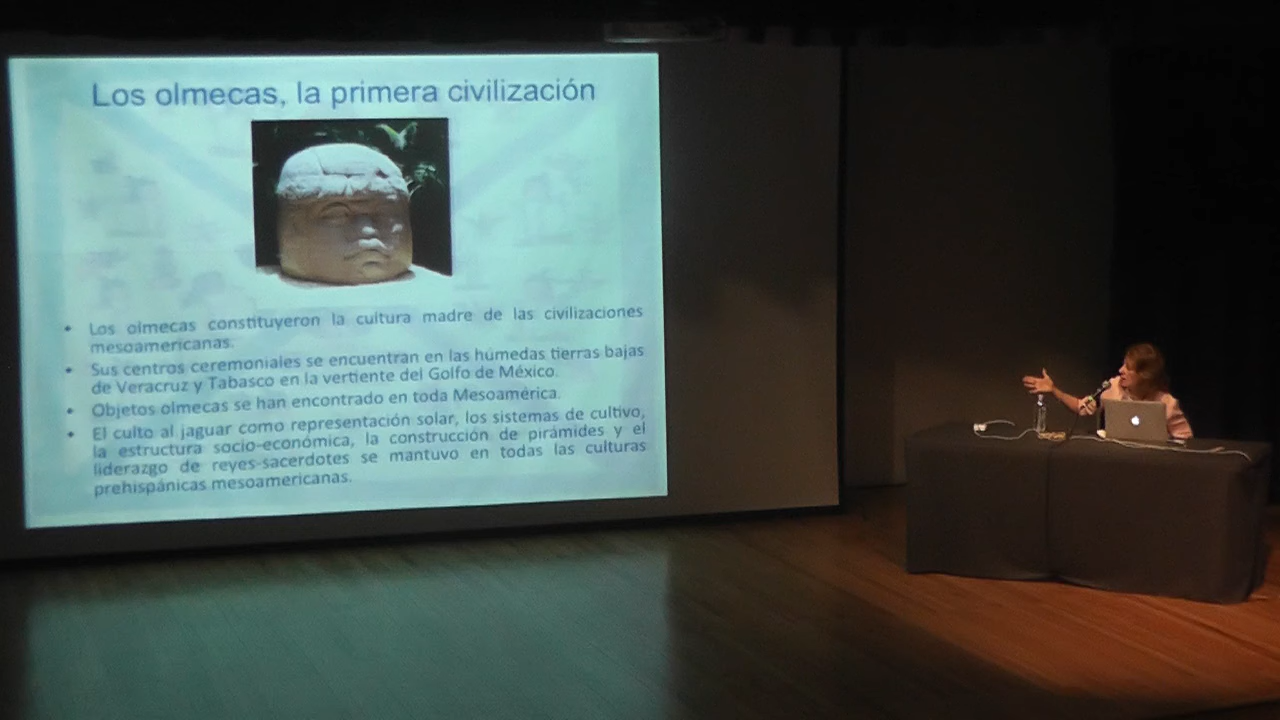 Los olmecas, la primera civilización
• Los olmecas constituyeron la cultura madre de las civilizaciones
mesoamericanas.
• Sus centros ceremoniales se encuentran en las húmedas tierras bajas
de Veracruz y Tabasco en la vertiente del Golfo de México.
• Objetos olmecas se han encontrado en toda Mesoamérica.
• El culto al jaguar como representación solar, los sistemas de cultivo,
la estructura socio-económica, la construcción de pirámides y el
liderazgo de reyes-sacerdotes se mantuvo en todas las culturas
prehispánicas mesoamericanas.